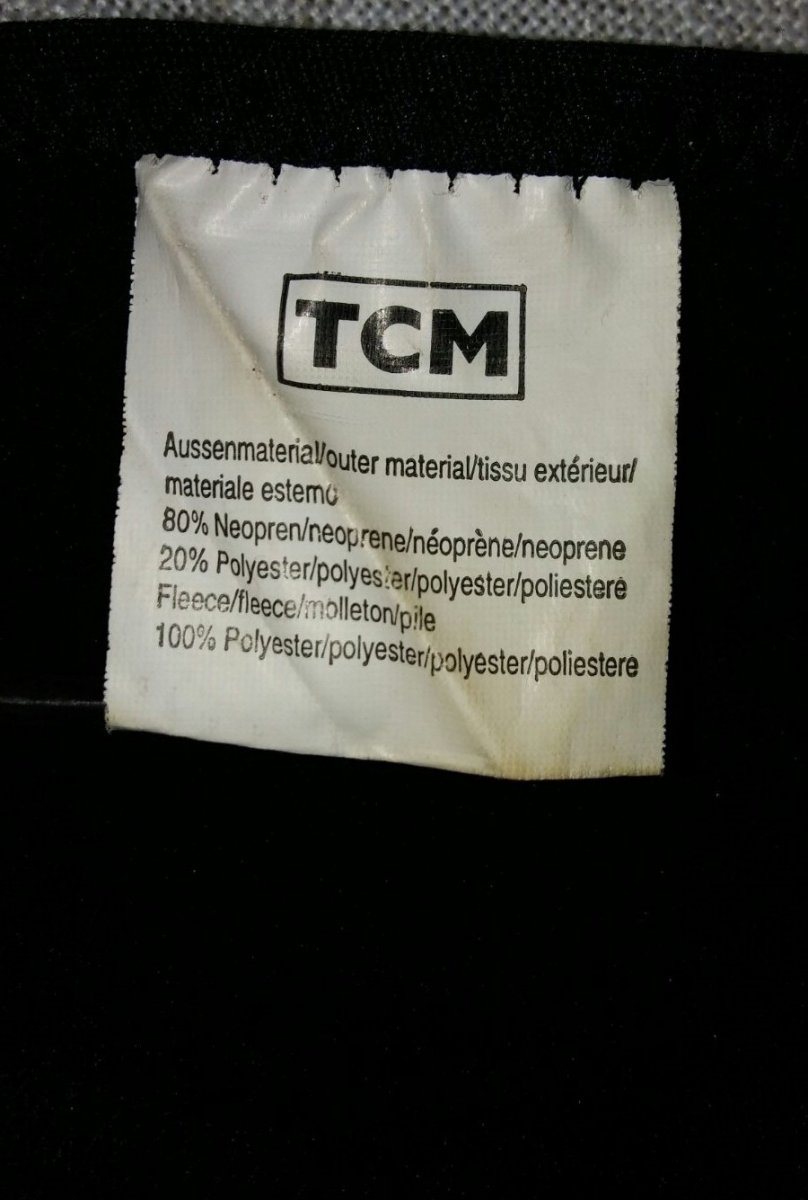 TCM
Aussenmaterial/outer material/tissu extérieur/
materiale esterno
80% Neopren/neoprene/néoprène/neoprene
20% Polyester/polyester/polyester/poliestere
Fleece/fleece/molleton/pile
100% Polyester/polyester/polyester/poliestere